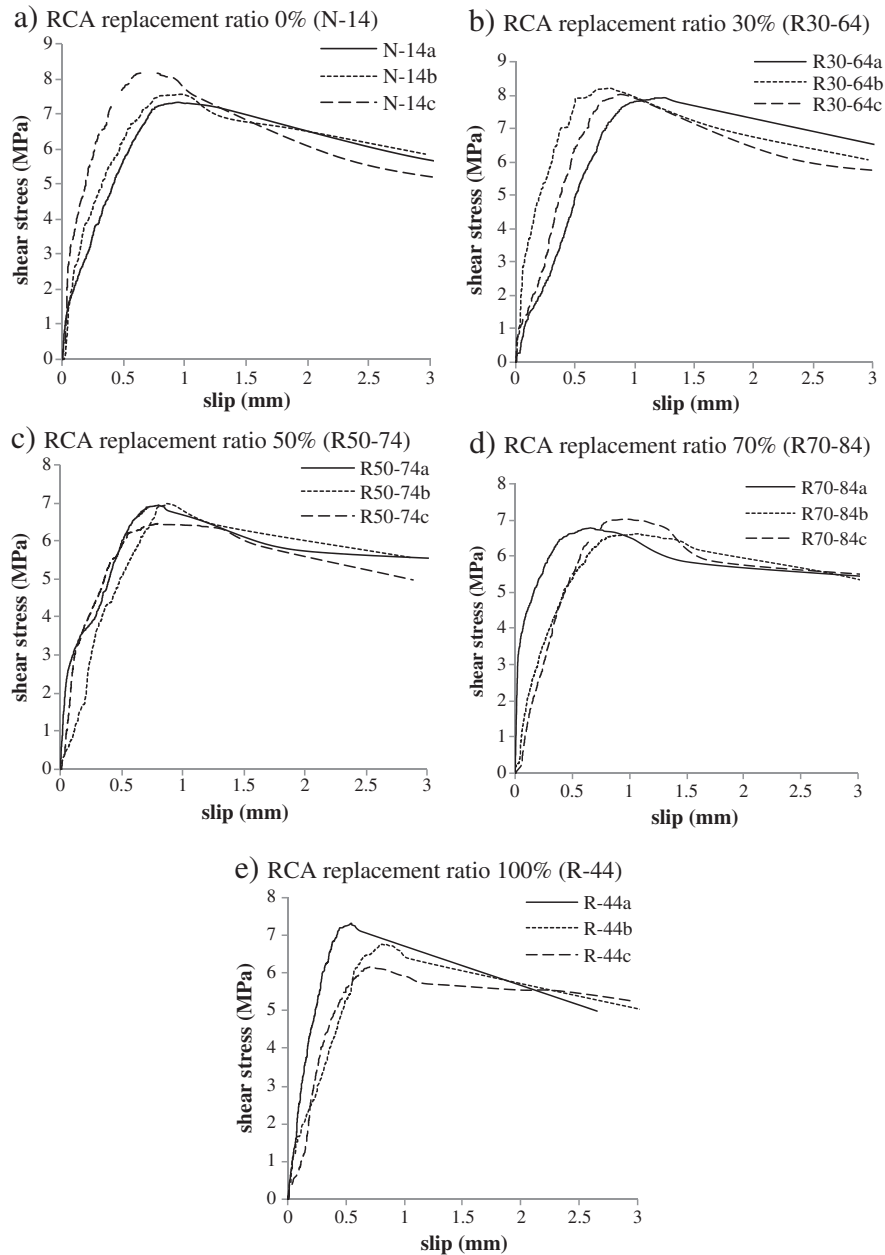 a) RCA replacement ratio 0% (N-14)
N-14a
N-14b
N-14c
shear strees (MPa)
9
8
7
6
5
4
3
2
1
0
0 0.5 1 1.5 2 2.5 3
slip (mm)
b) RCA replacement ratio 30% (R30-64)
R30-64a
R30-64b
R30-64c
shear stress (MPa)
9
8
7
6
5
4
3
2
1
0
0 0.5 1 1.5 2 2.5 3
slip (mm)
c) RCA replacement ratio 50% (R50-74)
R50-74a
R50-74b
R50-74c
shear stress (MPa)
8
7
6
5
4
3
2
1
0
0 0.5 1 1.5 2 2.5 3
slip (mm)
d) RCA replacement ratio 70% (R70-84)
R70-84a
R70-84b
R70-84c
shear stress (MPa)
8
7
6
5
4
3
2
1
0
0 0.5 1 1.5 2 2.5 3
slip (mm)
e) RCA replacement ratio 100% (R-44)
R-44a
R-44b
R-44c
shear stress (MPa)
8
7
6
5
4
3
2
1
0
0 0.5 1 1.5 2 2.5 3
slip (mm)